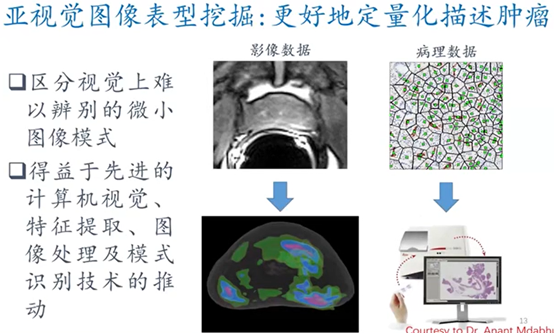 亚视觉图像表型挖掘:更好地定量化描述肿瘤
影像数据
病理数据
区分视觉上难
以辨别的微小
图像模式
得益于先进的
计算机视觉、
特征提取、图
像处理及模式
识别技术的推
动
13
Courtesy to Dr. Anant Mdabhu